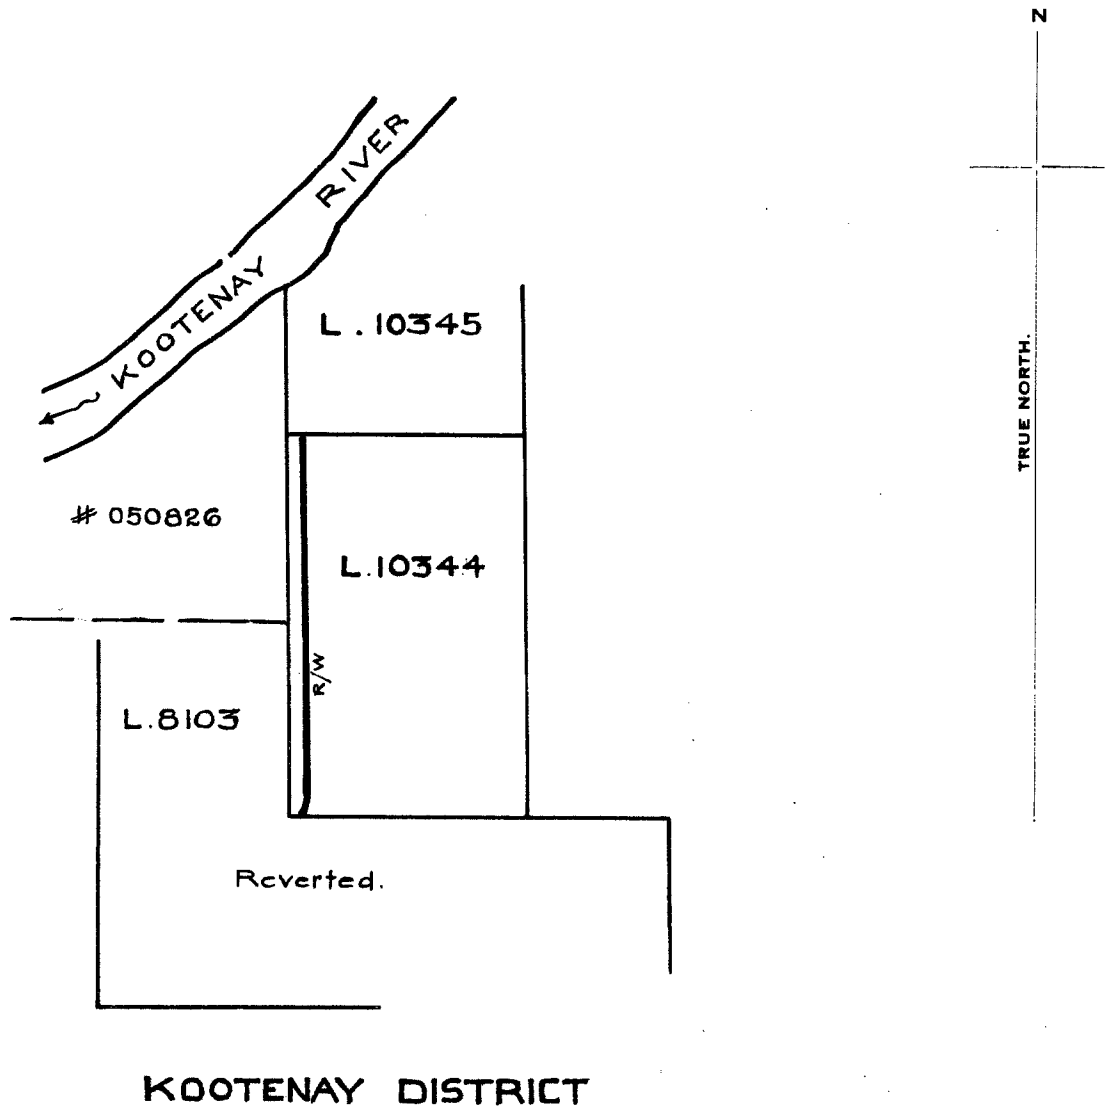 N
KOOTENAY RIVER
L. 10345
TRUE NORTH.
# 050826
L.10344
R/W
L.8103
Reverted.
KOOTENAY DISTRICT